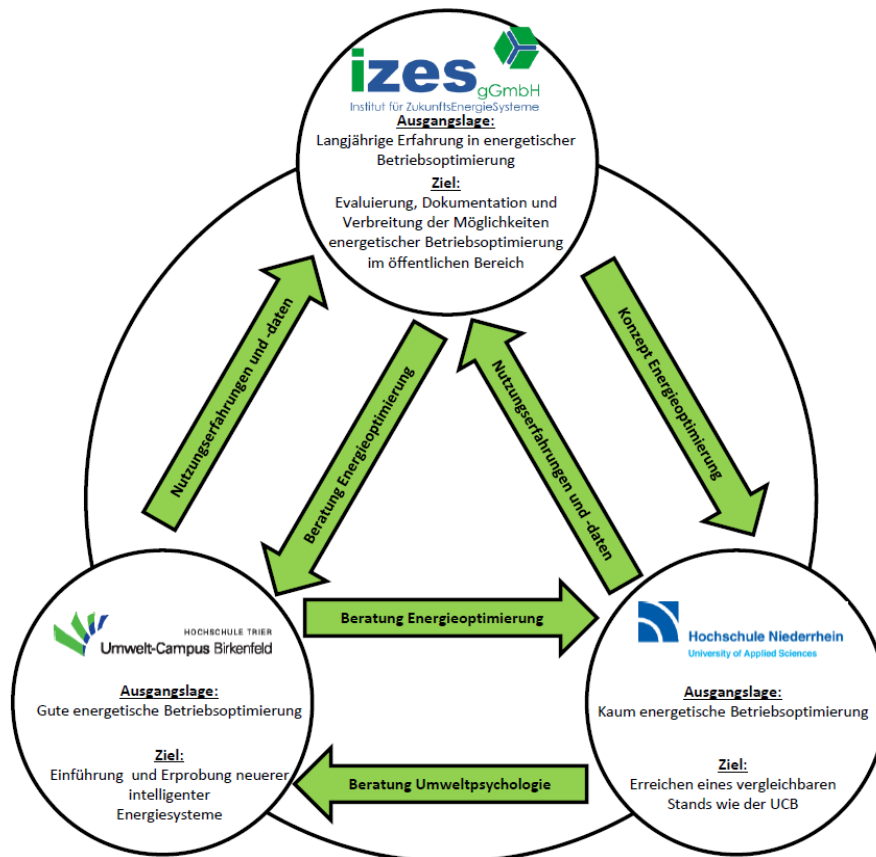 izes
gGmbH
Institut für ZukunftsEnergieSysteme
Ausgangslage:
Langjährige Erfahrung in energetischer
Betriebsoptimierung
Ziel:
Evaluierung, Dokumentation und
Verbreitung der Möglichkeiten
energetischer Betriebsoptimierung
im öffentlichen Bereich
Nutzungserfahrungen und -daten
Beratung Energieoptimierung
Nutzungserfahrungen und -daten
Konzept Energieoptimierung
Beratung Energieoptimierung
Beratung Umweltpsychologie
HOCHSCHULE TRIER
Umwelt-Campus Birkenfeld
Ausgangslage:
Gute energetische Betriebsoptimierung
Ziel:
Einführung und Erprobung neuerer
intelligenter
Energiesysteme
Hochschule Niederrhein
University of Applied Sciences
Ausgangslage:
Kaum energetische Betriebsoptimierung
Ziel:
Erreichen eines vergleichbaren
Stands wie der UCB